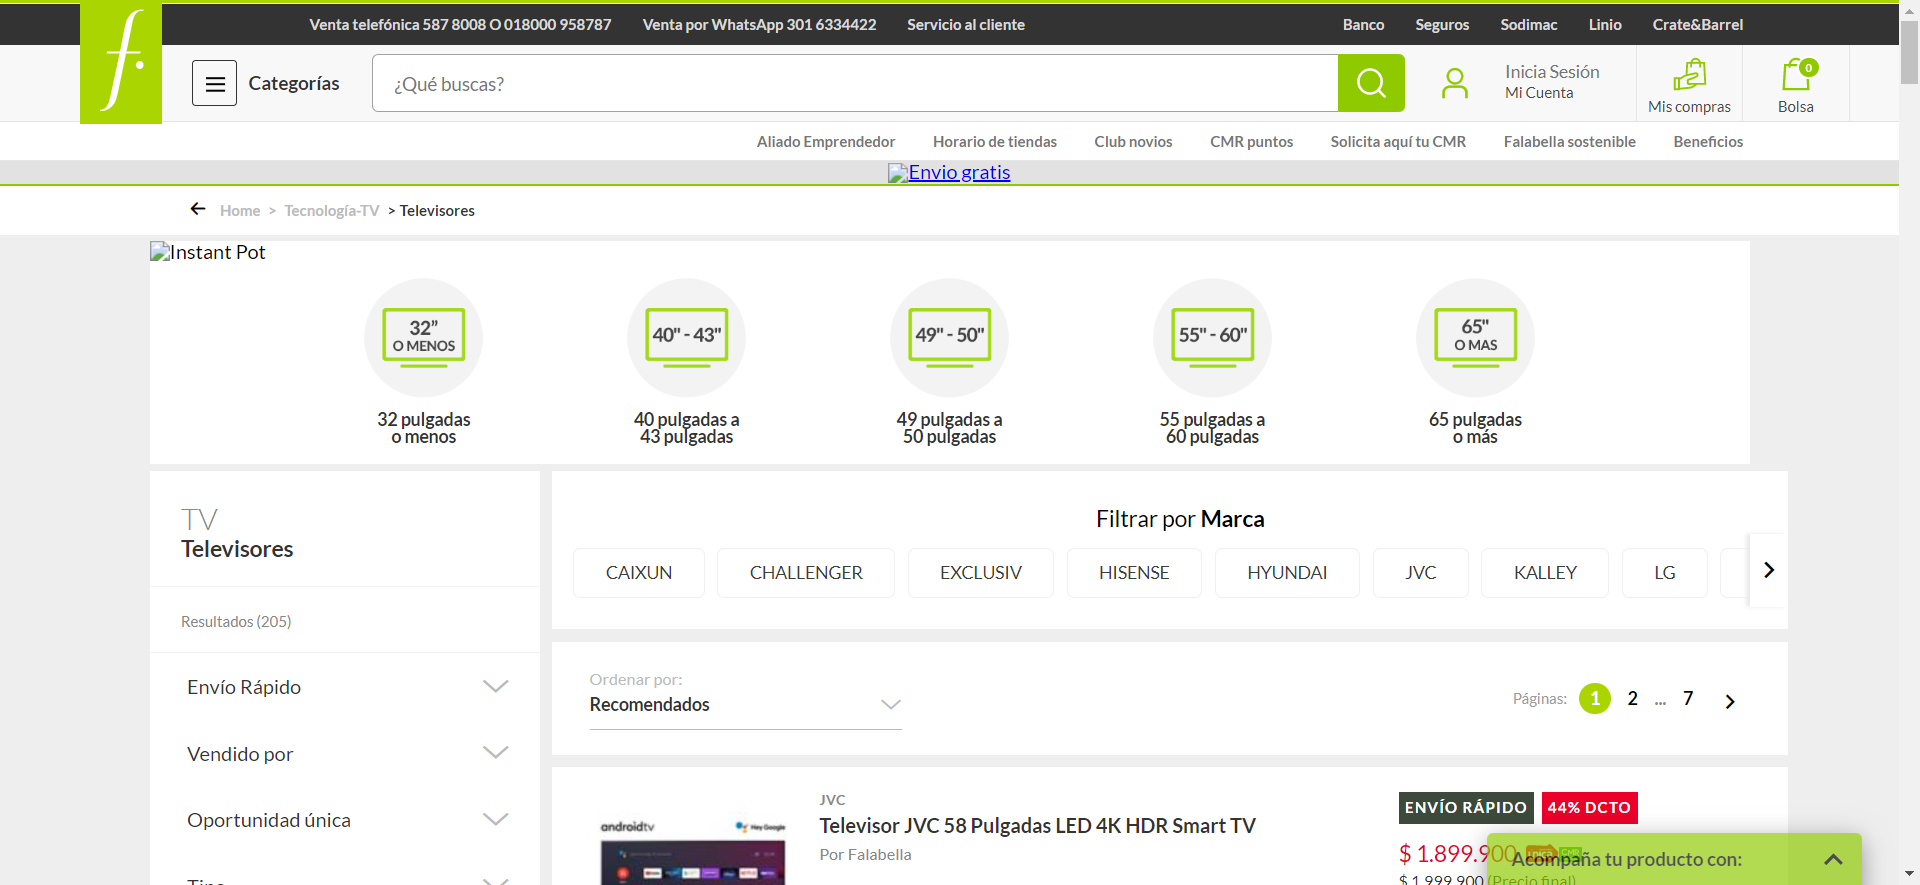 Venta telefónica 587 8008 O 018000 958787 Venta por WhatsApp 301 6334422 Servicio al cliente Banco Seguros Sodimac Linio Crate&Barrel
f.
Categorías
¿Qué buscas?
Inicia Sesión
Mi Cuenta
Mis compras
0
Bolsa
Aliado Emprendedor Horario de tiendas Club novios CMR puntos Solicita aquí tu CMR Falabella sostenible Beneficios
Envio gratis
Home > Tecnología-TV > Televisores
Instant Pot
32”
O MENOS
40" - 43"
49" - 50"
55" - 60"
65"
O MAS
32 pulgadas
o menos
40 pulgadas a
43 pulgadas
49 pulgadas a
50 pulgadas
55 pulgadas a
60 pulgadas
65 pulgadas
o más
TV
Televisores
Resultados (205)
Envío Rápido
Vendido por
Oportunidad única
Filtrar por Marca
CAIXUN CHALLENGER EXCLUSIV HISENSE HYUNDAI JVC KALLEY LG
Ordenar por:
Recomendados
Páginas: 1 2 ... 7
androidtv Hey Google
JVC
Televisor JVC 58 Pulgadas LED 4K HDR Smart TV
Por Falabella
ENVÍO RÁPIDO 44% DCTO
$ 1.899.900
$ 1.999.900 (Precio final)
Acompaña tu producto con: